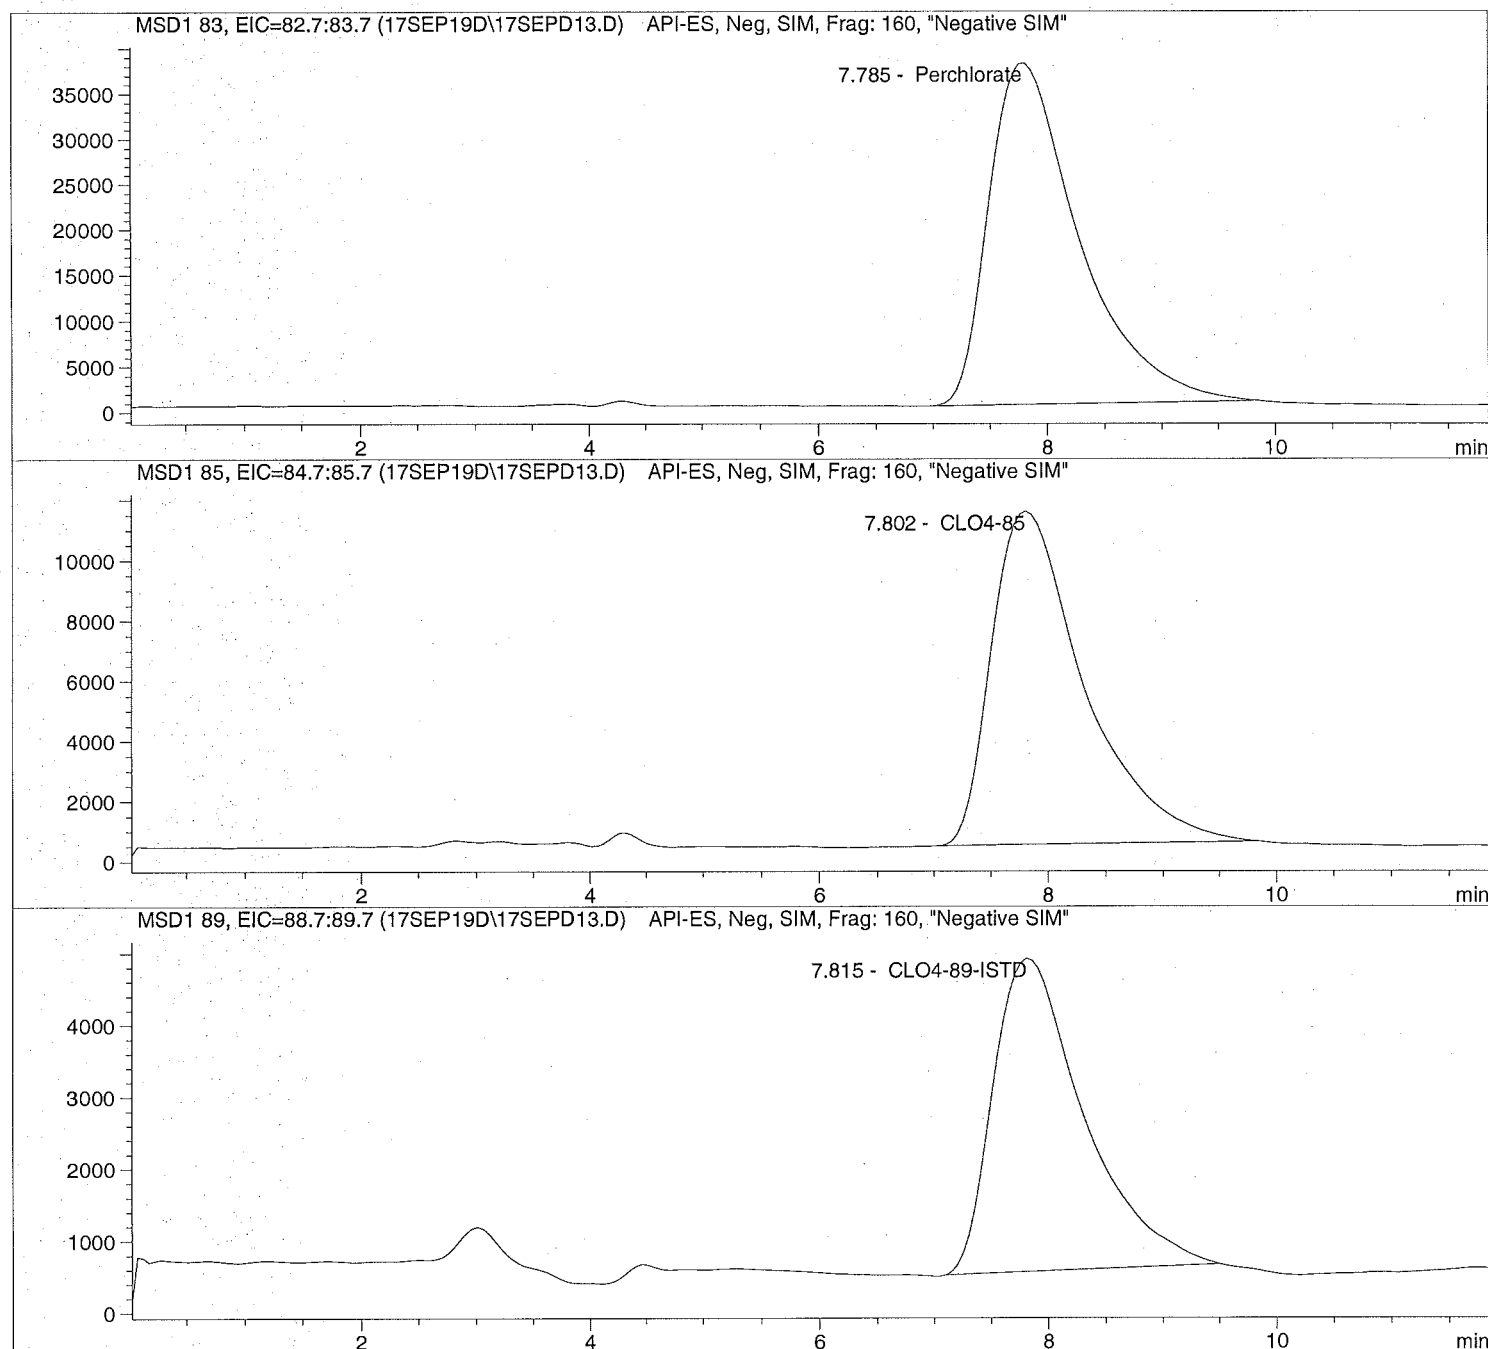 MSD1 83, EIC=82.7:83.7 (17SEP19D\17SEPD13.D) API-ES, Neg, SIM, Frag: 160, "Negative SIM"
7.785 - Perchlorate
35000
30000
25000
20000
15000
10000
5000
0
2 4 6 8 10 min
MSD1 85, EIC=84.7:85.7 (17SEP19D\17SEPD13.D) API-ES, Neg, SIM, Frag: 160, "Negative SIM"
7.802 - CLO4-85
10000
8000
6000
4000
2000
0
2 4 6 8 10 min
MSD1 89, EIC=88.7:89.7 (17SEP19D\17SEPD13.D) API-ES, Neg, SIM, Frag: 160, "Negative SIM"
7.815 - CLO4-89-ISTD
4000
3000
2000
1000
0
2 4 6 8 10 min